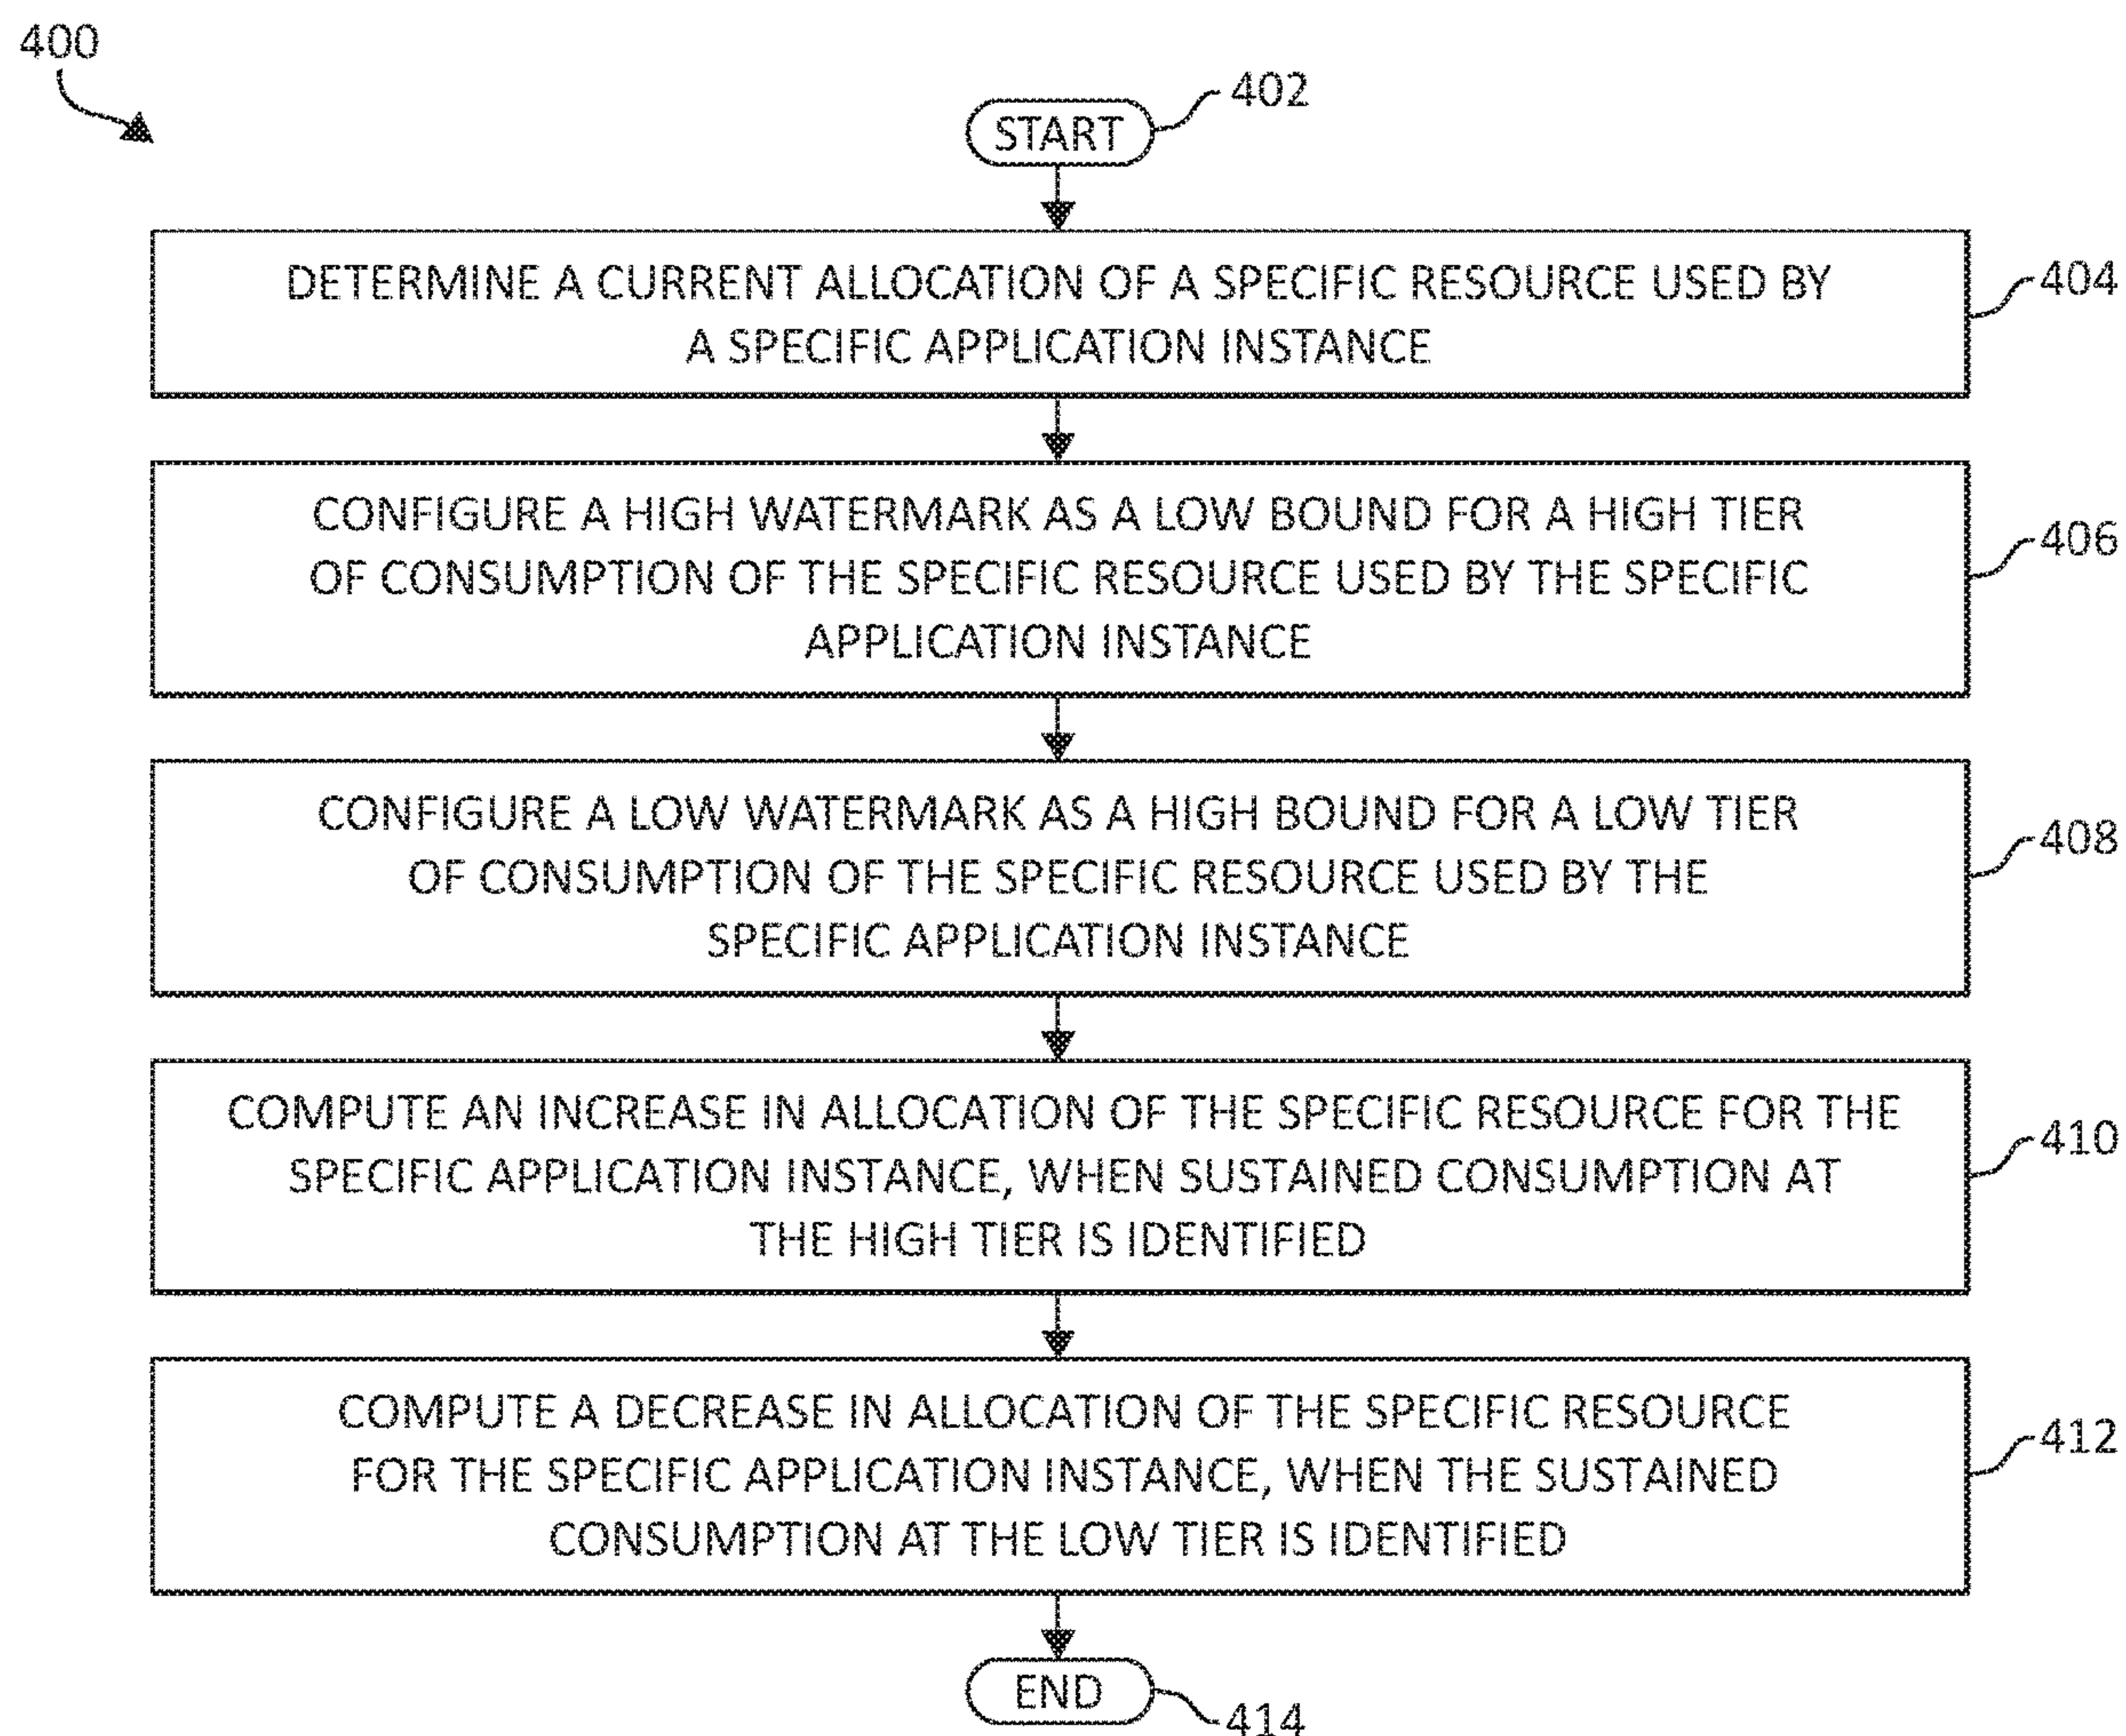 400
402
START
DETERMINE A CURRENT ALLOCATION OF A SPECIFIC RESOURCE USED BY
A SPECIFIC APPLICATION INSTANCE
404
CONFIGURE A HIGH WATERMARK AS A LOW BOUND FOR A HIGH TIER
OF CONSUMPTION OF THE SPECIFIC RESOURCE USED BY THE SPECIFIC
APPLICATION INSTANCE
406
CONFIGURE A LOW WATERMARK AS A HIGH BOUND FOR A LOW TIER
OF CONSUMPTION OF THE SPECIFIC RESOURCE USED BY THE
SPECIFIC APPLICATION INSTANCE
408
COMPUTE AN INCREASE IN ALLOCATION OF THE SPECIFIC RESOURCE FOR THE
SPECIFIC APPLICATION INSTANCE, WHEN SUSTAINED CONSUMPTION AT
THE HIGH TIER IS IDENTIFIED
410
COMPUTE A DECREASE IN ALLOCATION OF THE SPECIFIC RESOURCE
FOR THE SPECIFIC APPLICATION INSTANCE, WHEN THE SUSTAINED
CONSUMPTION AT THE LOW TIER IS IDENTIFIED
412
END
414